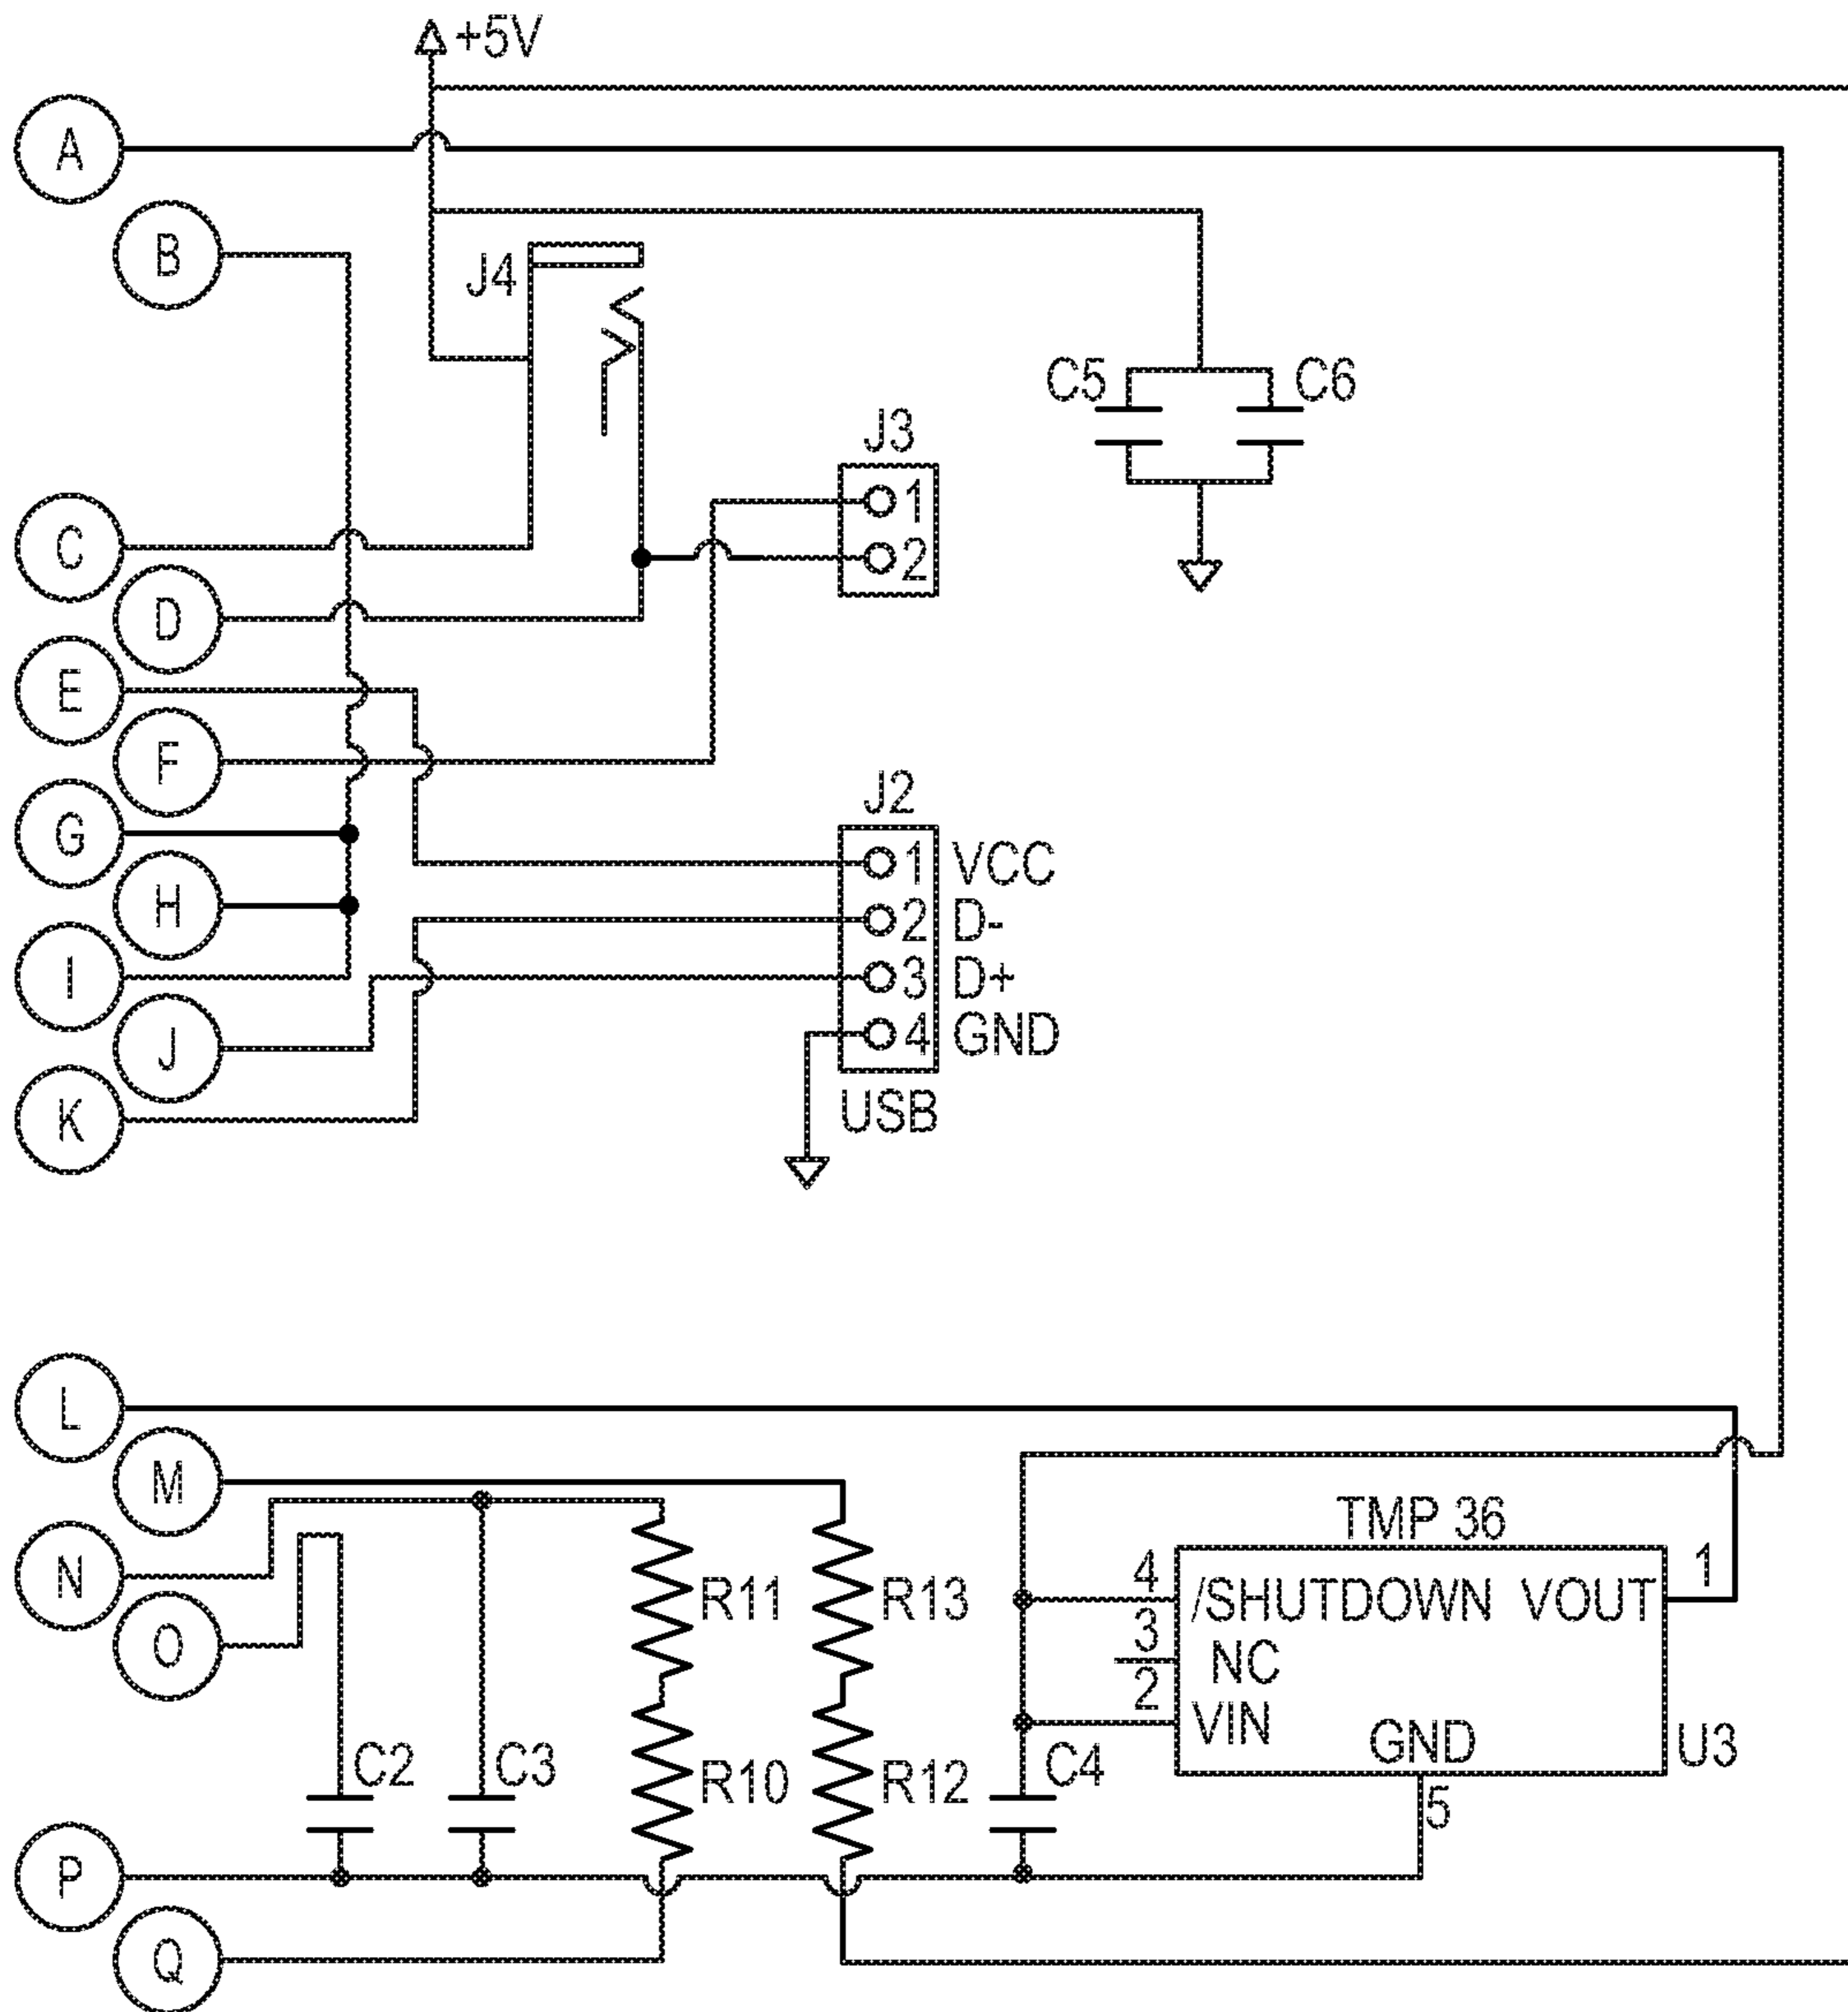 +5V
A
B
J4
C5
C6
J3
1
C
2
D
E
F
J2
G
1 VCC
H
2 D-
I
3 D+
J
4 GND
K
USB
L
M
TMP 36
N
4
1
R11
R13
/SHUTDOWN VOUT
O
3
NC
2
VIN
C2
C3
R10
R12
C4
GND
U3
5
P
Q